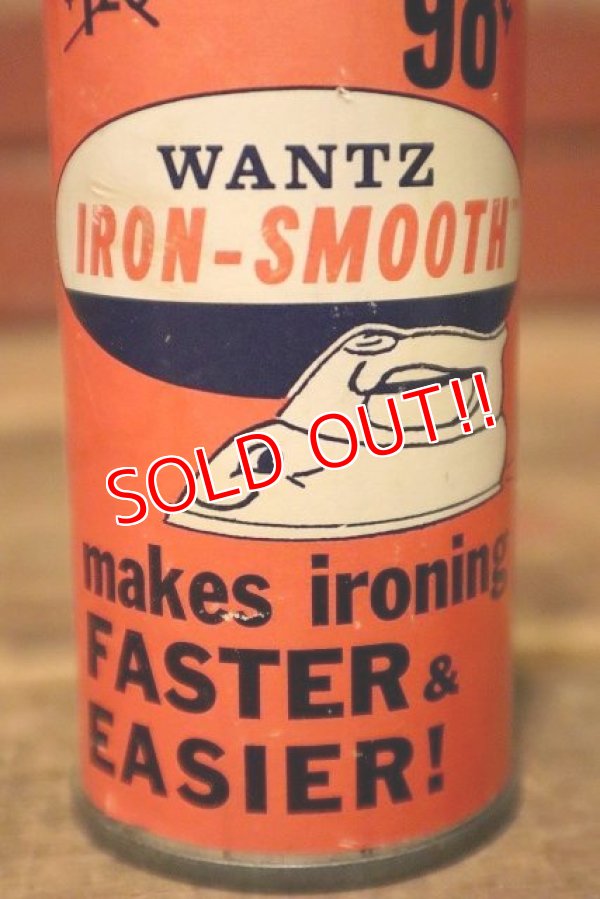 98¢
WANTZ
IRON-SMOOTH
SOLD OUT!!
makes ironing
FASTER &
EASIER!